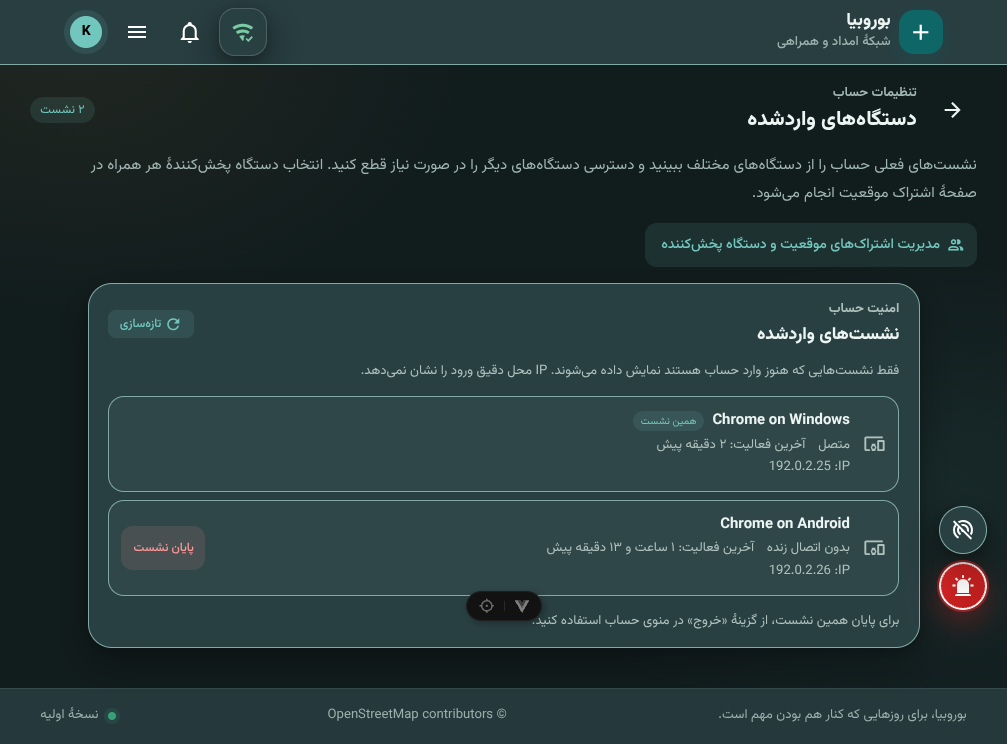 بوروبیا
شبکهٔ امداد و همراهی
K
تنظیمات حساب
دستگاه‌های واردشده
۲ نشست
نشست‌های فعلی حساب را از دستگاه‌های مختلف ببینید و دسترسی دستگاه‌های دیگر را در صورت نیاز قطع کنید. انتخاب دستگاه پخش‌کنندهٔ هر همراه در
صفحهٔ اشتراک موقعیت انجام می‌شود.
مدیریت اشتراک‌های موقعیت و دستگاه پخش‌کننده
امنیت حساب
نشست‌های واردشده
تازه‌سازی
فقط نشست‌هایی که هنوز وارد حساب هستند نمایش داده می‌شوند. IP محل دقیق ورود را نشان نمی‌دهد.
Chrome on Windows همین نشست
متصل آخرین فعالیت: ۲ دقیقه پیش
IP: 192.0.2.25
Chrome on Android
بدون اتصال زنده آخرین فعالیت: ۱ ساعت و ۱۳ دقیقه پیش
IP: 192.0.2.26
پایان نشست
برای پایان همین نشست، از گزینهٔ «خروج» در منوی حساب استفاده کنید.
بوروبیا، برای روزهایی که کنار هم بودن مهم است.
© OpenStreetMap contributors
نسخهٔ اولیه